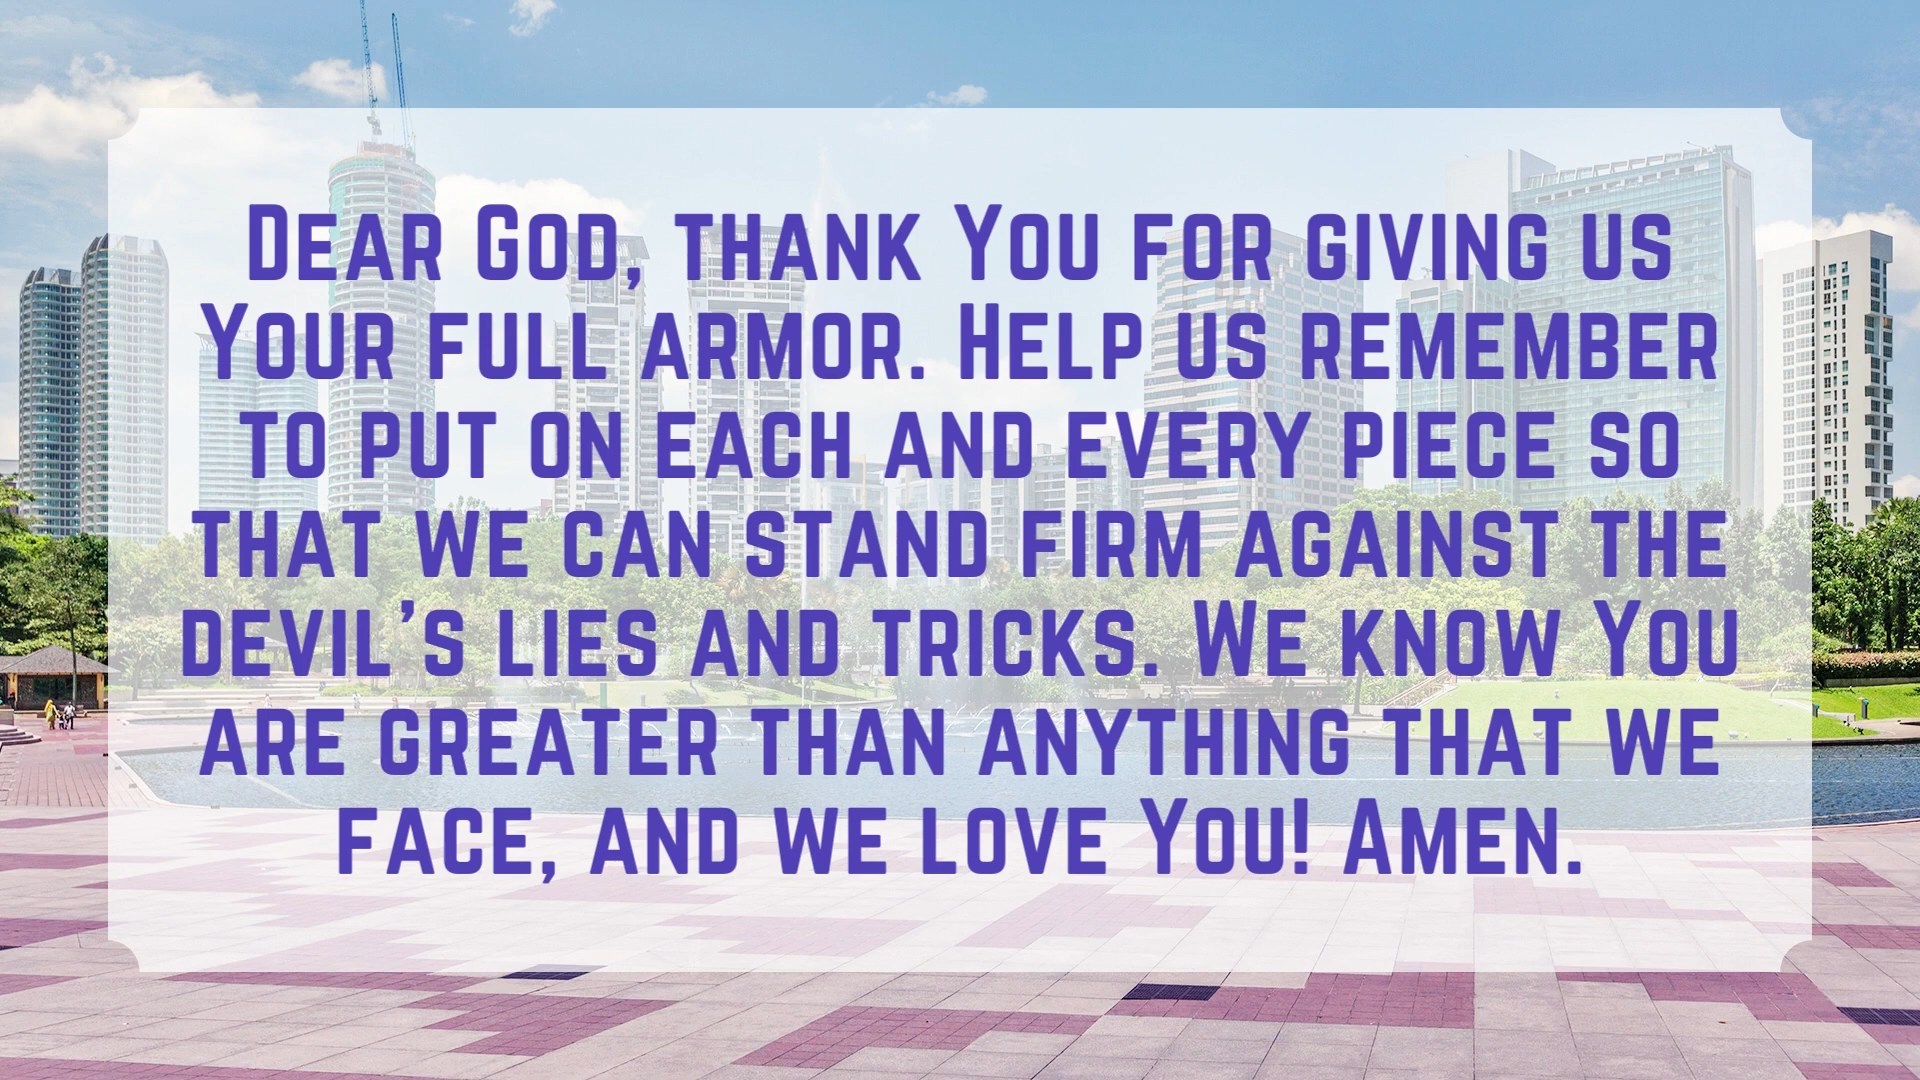 Dear God, thank You for giving us
Your full armor. Help us remember
to put on each and every piece so
that we can stand firm against the
devil’s lies and tricks. We know You
are greater than anything that we
face, and we love You! Amen.